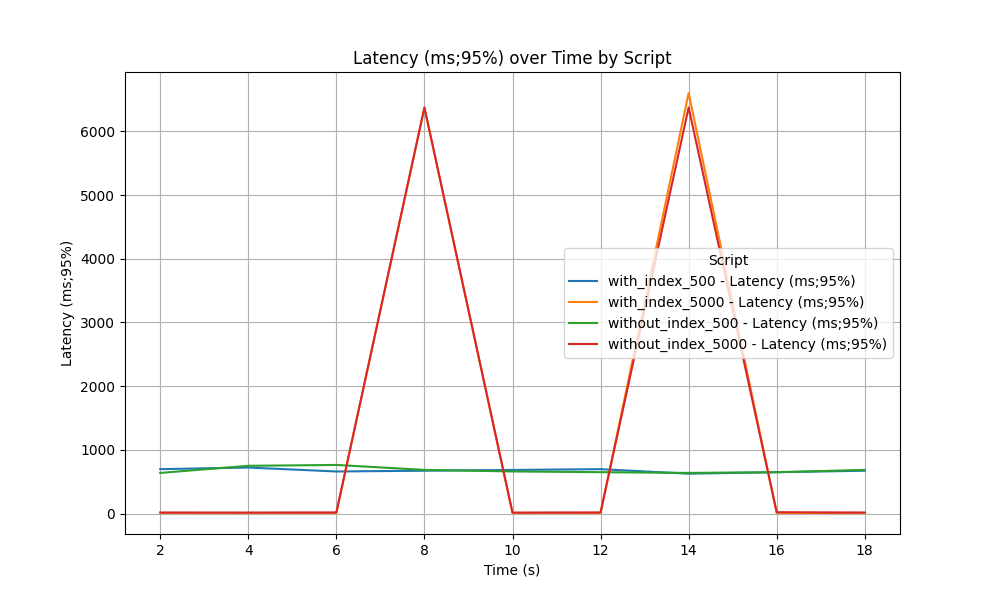 Latency (ms;95%) over Time by Script
Latency (ms;95%)
6000
5000
4000
3000
2000
1000
0
Script
with_index_500 - Latency (ms;95%)
with_index_5000 - Latency (ms;95%)
without_index_500 - Latency (ms;95%)
without_index_5000 - Latency (ms;95%)
2 4 6 8 10 12 14 16 18
Time (s)